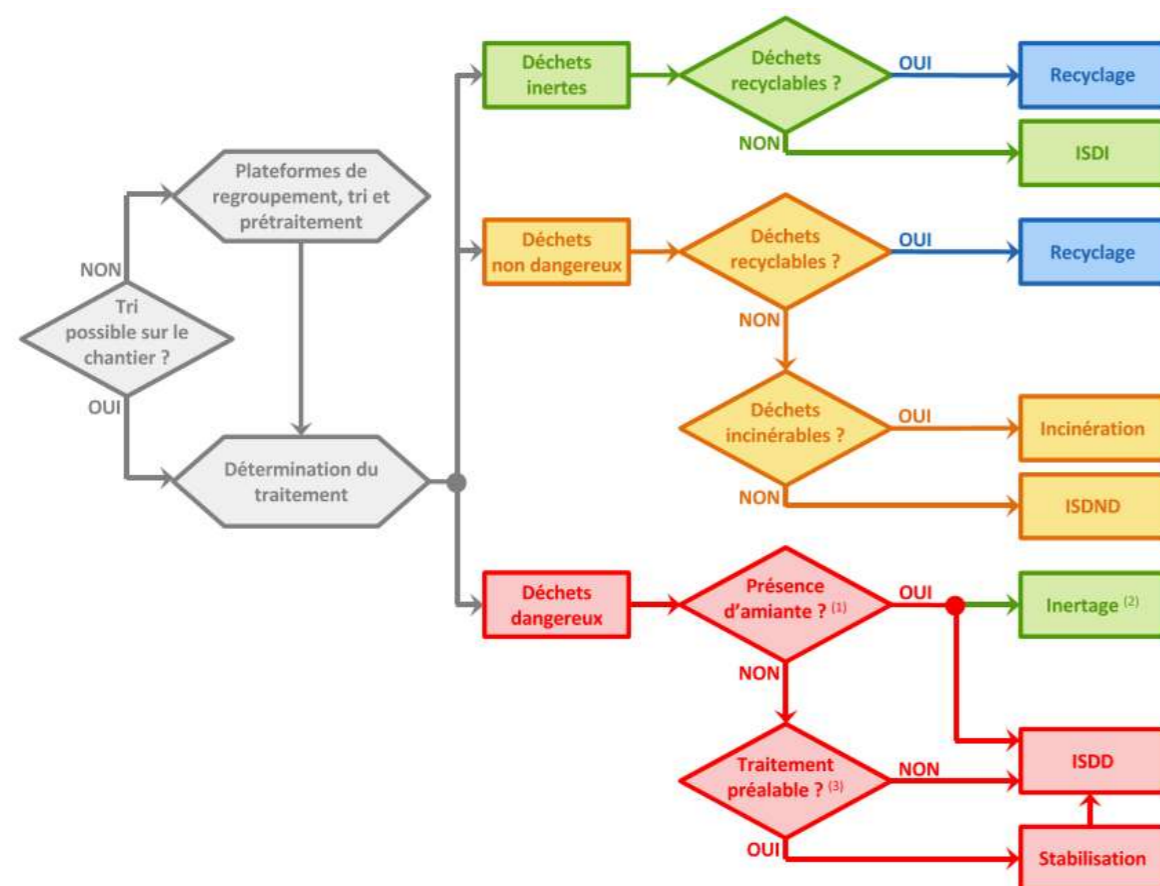 Déchets
inertes
Déchets
recyclables ?
OUI
Recyclage
NON
ISDI
Plateformes de
regroupement, tri et
prétraitement
NON
Tri
possible sur le
chantier ?
OUI
Détermination du
traitement
Déchets
non dangereux
Déchets
recyclables ?
OUI
Recyclage
NON
Déchets
incinérables ?
OUI
Incinération
NON
ISDND
Déchets
dangereux
Présence
d'amiante ? (1)
OUI
Inertage (2)
NON
Traitement
préalable ? (3)
NON
ISDD
OUI
Stabilisation